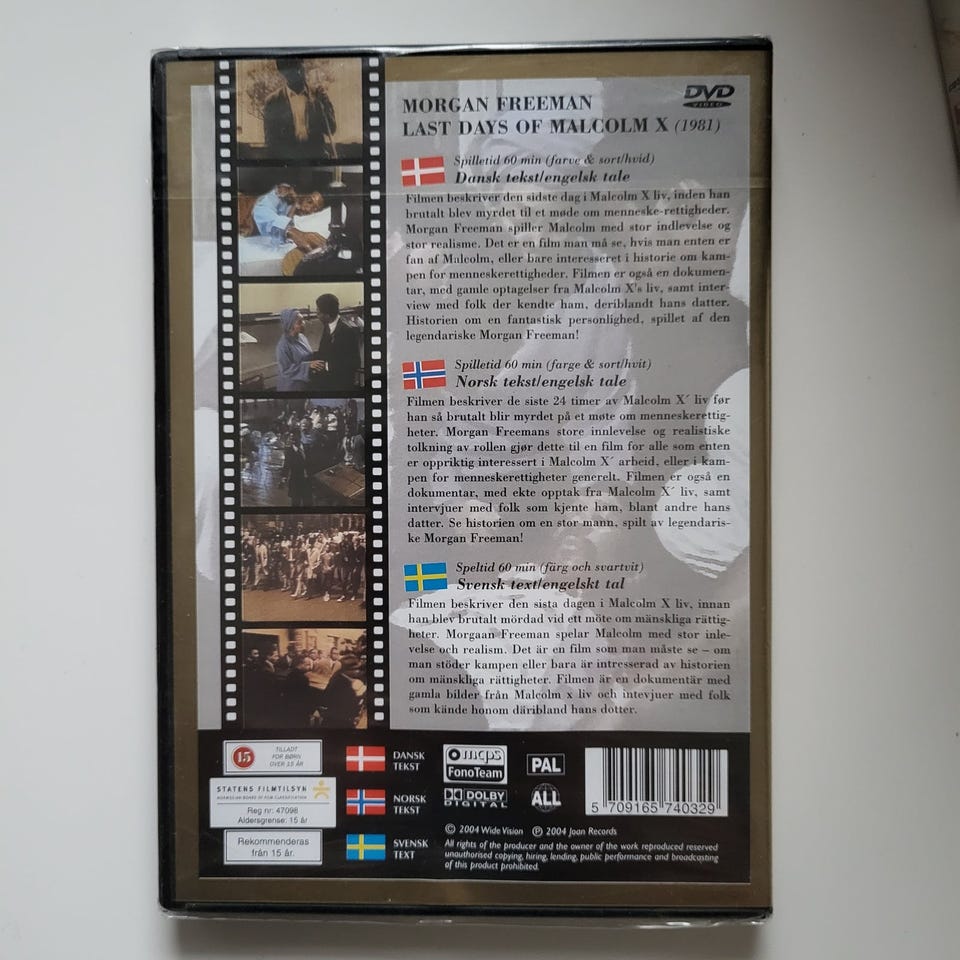 DVD
VIDEO
MORGAN FREEMAN
LAST DAYS OF MALCOLM X (1981)
Spilletid 60 min (farve & sort/hvid)
Dansk tekst/engelsk tale
Filmen beskriver den sidste dag i Malcolm X liv, inden han
brutalt blev myrdet til et møde om menneske-rettigheder.
Morgan Freeman spiller Malcolm med stor indlevelse og
stor realisme. Det er en film man må se, hvis man enten er
fan af Malcolm, eller bare interesseret i historie om kam-
pen for menneskerettigheder. Filmen er også en dokumen-
tar, med gamle optagelser fra Malcolm X's liv, samt inter-
view med folk der kendte ham, deriblandt hans datter.
Historien om en fantastisk personlighed, spillet af den
legendariske Morgan Freeman!
Spilletid 60 min (farge & sort/hvit)
Norsk tekst/engelsk tale
Filmen beskriver de siste 24 timer av Malcolm X´ liv før
han så brutalt blir myrdet på et møte om menneskerettig-
heter. Morgan Freemans store innlevelse og realistiske
tolkning av rollen gjør dette til en film for alle som enten
er oppriktig interessert i Malcolm X´ arbeid, eller i kam-
pen for menneskerettigheter generelt. Filmen er også en
dokumentar, med ekte opptak fra Malcolm X´ liv, samt
intervjuer med folk som kjente ham, blant andre hans
datter. Se historien om en stor mann, spilt av legendaris-
ke Morgan Freeman!
Speltid 60 min (färg och svartvit)
Svensk text/engelskt tal
Filmen beskriver den sista dagen i Malcolm X liv, innan
han blev brutalt mördad vid ett möte om mänskliga rättig-
heter. Morgaan Freeman spelar Malcolm med stor inle-
velse och realism. Det är en film som man måste se – om
man stöder kampen eller bara är intresserad av historien
om mänskliga rättigheter. Filmen är en dokumentär med
gamla bilder från Malcolm x liv och intevjuer med folk
som kände honom däribland hans dotter.
15
TILLADT
FOR BØRN
OVER 15 ÅR
STATENS FILMTILSYN
NORWEGIAN BOARD OF FILM CLASSIFICATION
Reg nr: 47098
Aldersgrense: 15 år
Rekommenderas
från 15 år.
DANSK
TEKST
NORSK
TEKST
SVENSK
TEXT
mcps
FonoTeam
DOLBY
DIGITAL
PAL
ALL
5 709165 740329
© 2004 Wide Vision ℗ 2004 Joan Records
All rights of the producer and the owner of the work reproduced reserved
unauthorised copying, hiring, lending, public performance and broadcasting
of this product prohibited.